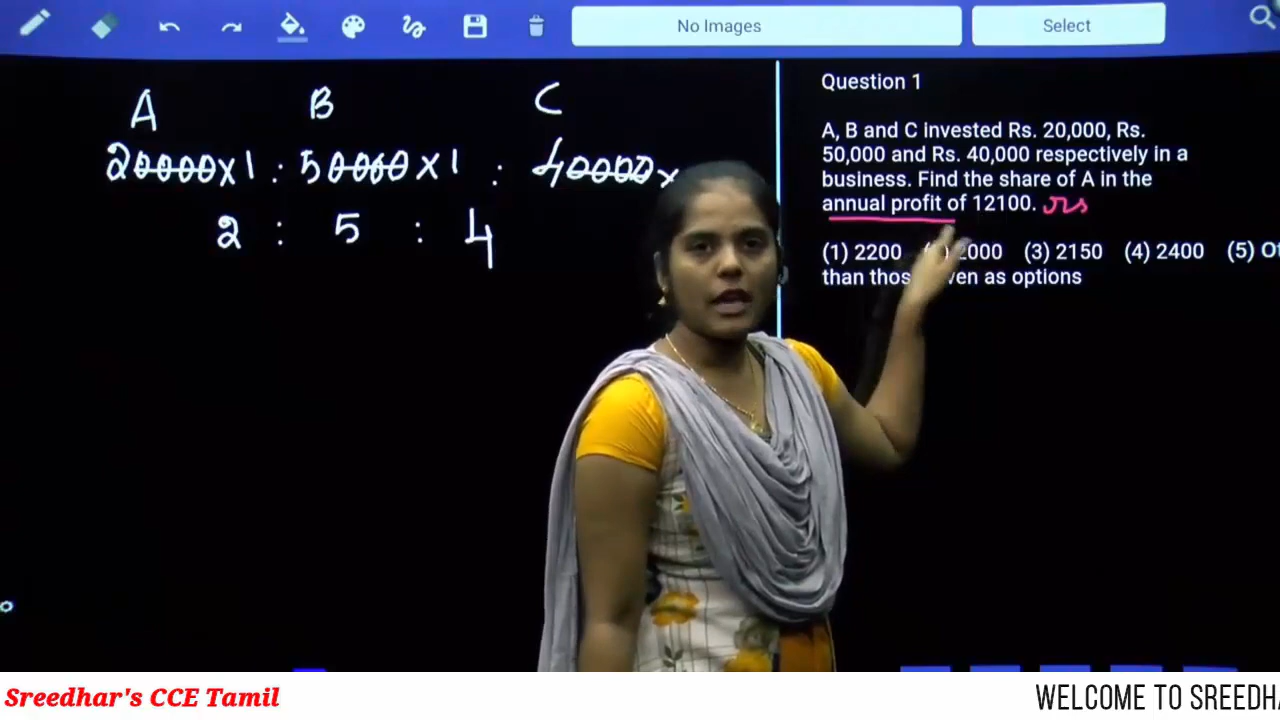 No Images
Select
A B C
20000x1 : 50000x1 : 40000x
2 : 5 : 4
Question 1
A, B and C invested Rs. 20,000, Rs.
50,000 and Rs. 40,000 respectively in a
business. Find the share of A in the
annual profit of 12100. rs
(1) 2200 2000 (3) 2150 (4) 2400 (5)
than as options
Sreedhar's CCE Tamil
WELCOME TO